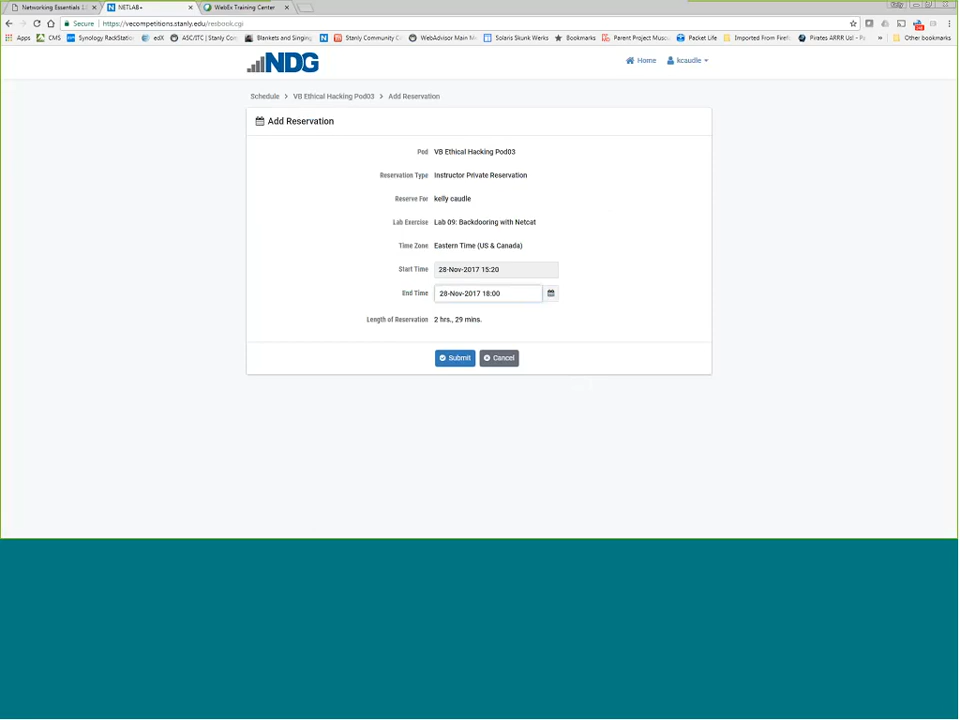 Networking Essentials &
NETLAB+
WebEx Training Center
Secure
https://vecompetitions.stanly.edu/resbook.cgi
Apps
CMS
Synology RackStatio
edX
ASC/ITC | Stanly Con
Blankets and Singing
Stanly Community C
WebAdvisor Main M
Solaris Skunk Werks
Bookmarks
Parent Project Musc
Packet Life
Imported From Firef
Pirates ARRR Us! - Pa
»
Other bookmarks
NDG
Home
kcaudle
Schedule > VB Ethical Hacking Pod03 > Add Reservation
Add Reservation
Pod VB Ethical Hacking Pod03
Reservation Type Instructor Private Reservation
Reserve For kelly caudle
Lab Exercise Lab 09: Backdooring with Netcat
Time Zone Eastern Time (US & Canada)
Start Time 28-Nov-2017 15:20
End Time 28-Nov-2017 18:00
Length of Reservation 2 hrs., 29 mins.
Submit
Cancel